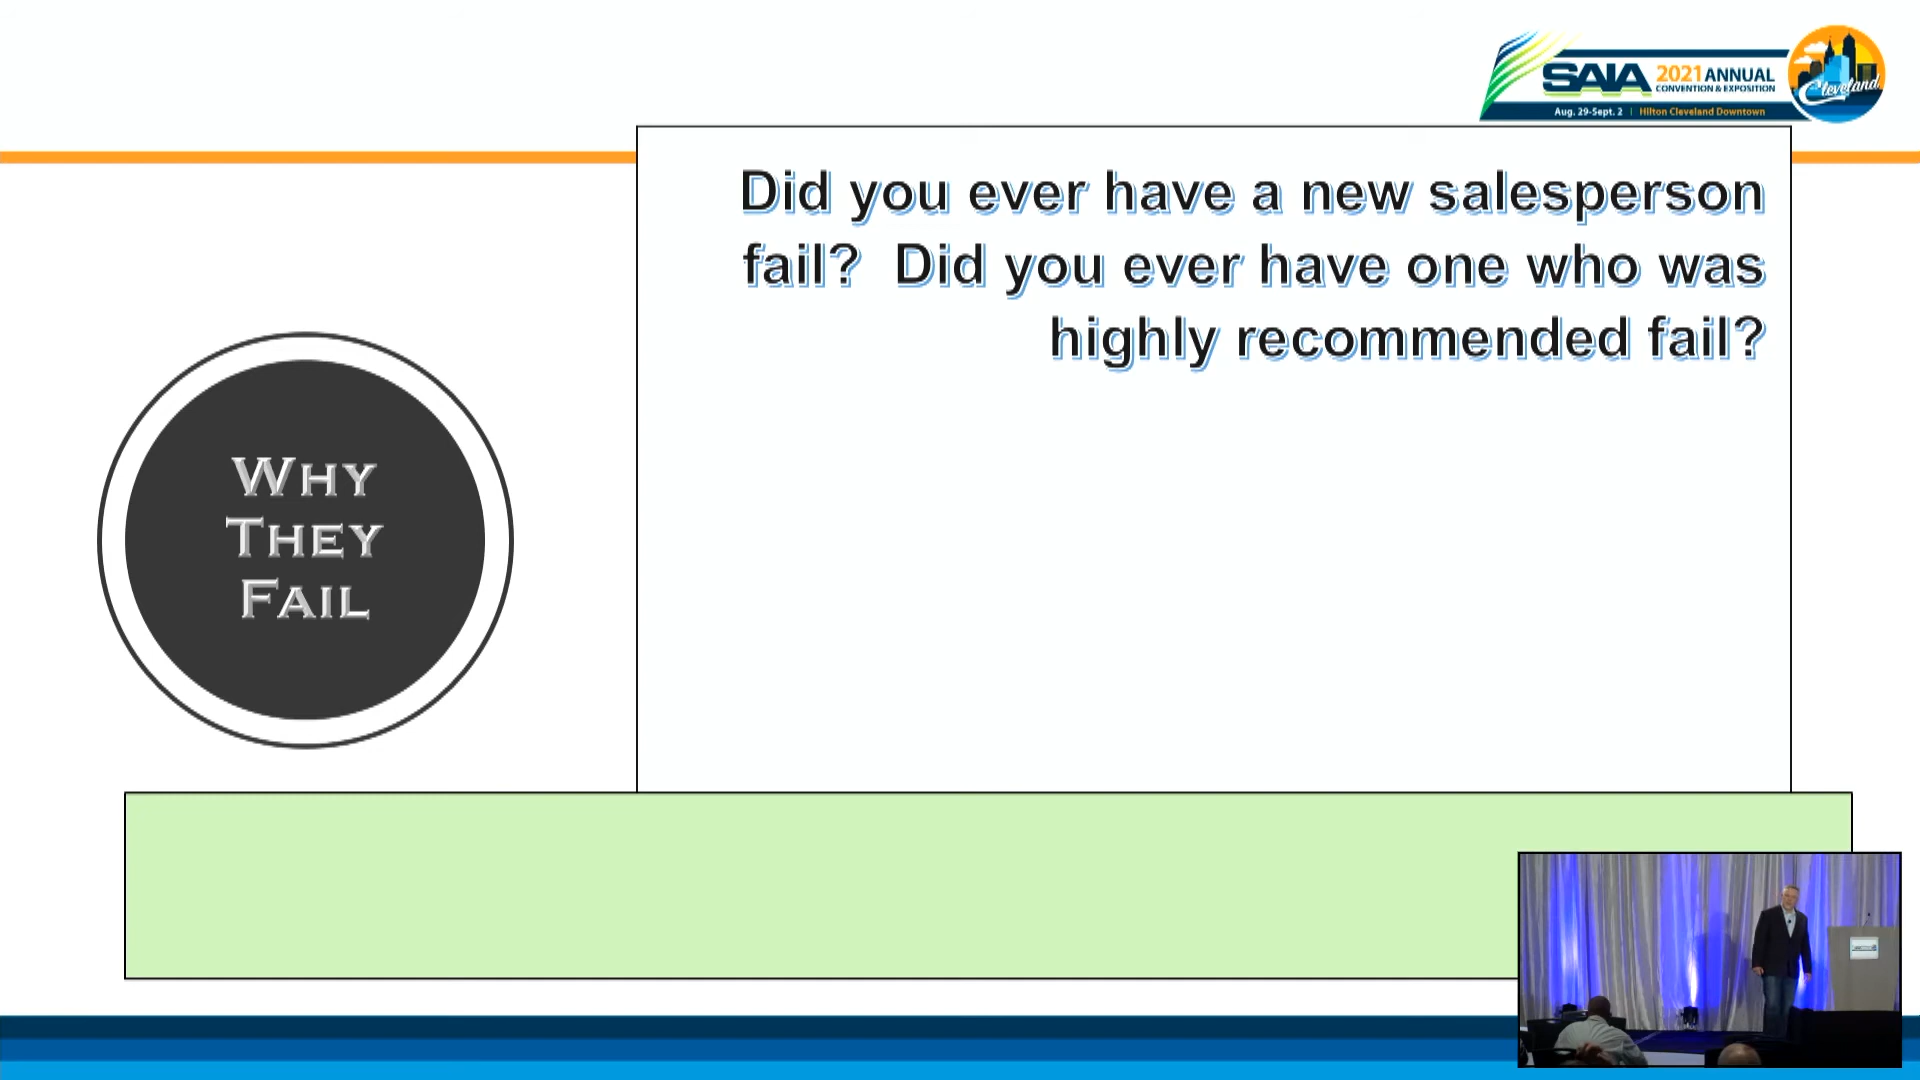 SAIA 2021 ANNUAL
CONVENTION & EXPOSITION
Cleveland
Aug. 29-Sept. 2 | Hilton Cleveland Downtown
Did you ever have a new salesperson
fail? Did you ever have one who was
highly recommended fail?
WHY
THEY
FAIL